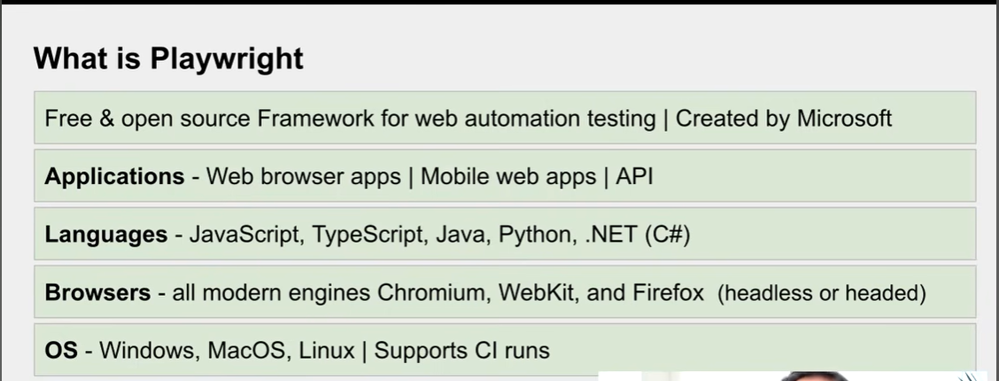 What is Playwright
Free & open source Framework for web automation testing | Created by Microsoft
Applications - Web browser apps | Mobile web apps | API
Languages - JavaScript, TypeScript, Java, Python, .NET (C#)
Browsers - all modern engines Chromium, WebKit, and Firefox (headless or headed)
OS - Windows, MacOS, Linux | Supports CI runs